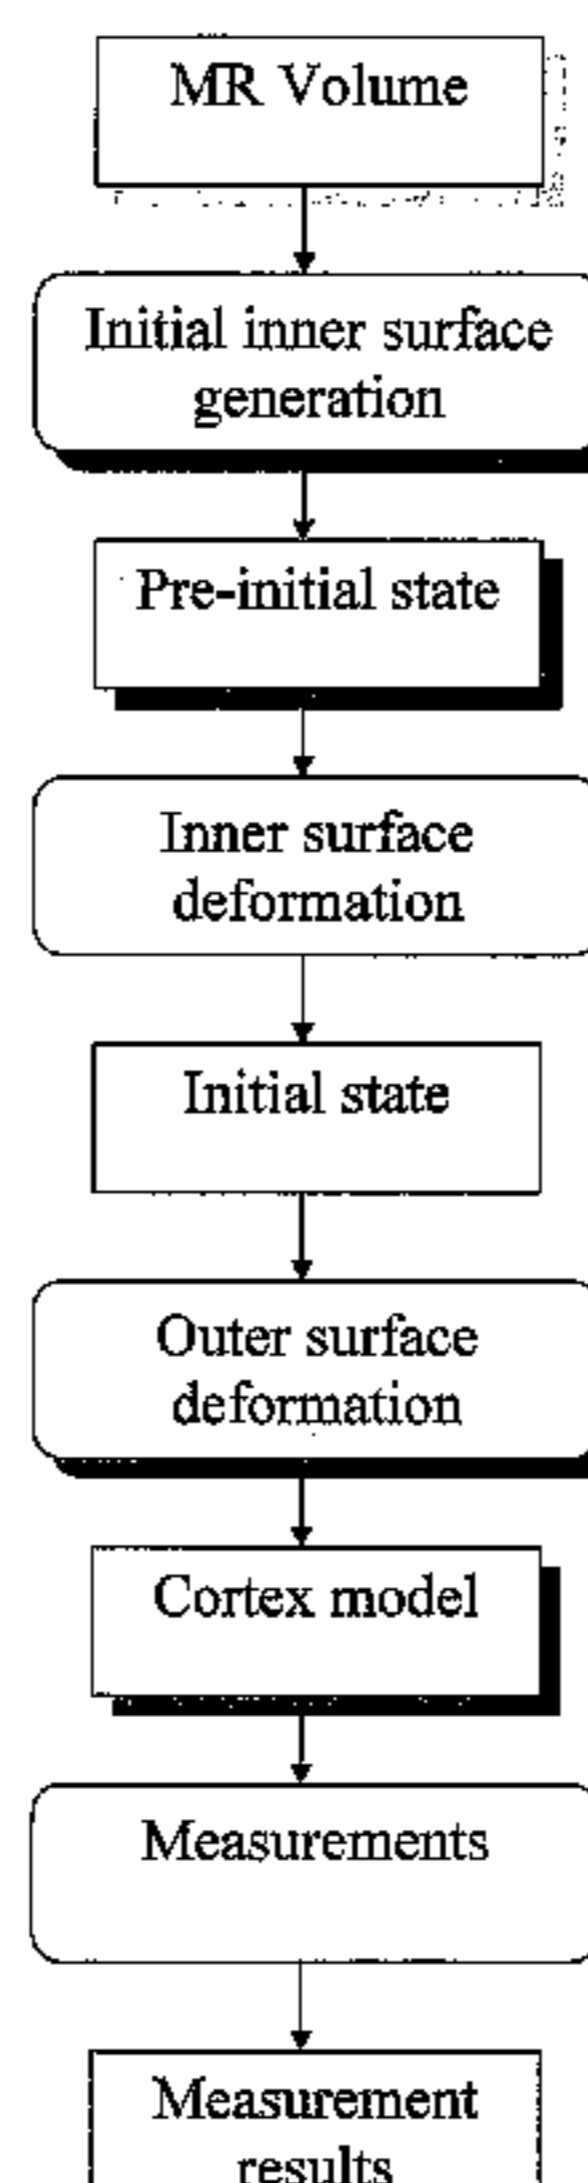 MR Volume
Initial inner surface
generation
Pre-initial state
Inner surface
deformation
Initial state
Outer surface
deformation
Cortex model
Measurements
Measurement
results